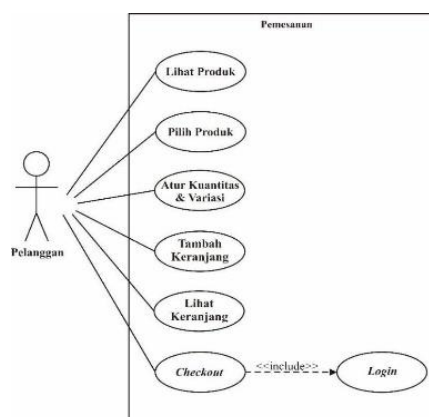 Pemesanan
Lihat Produk
Pilih Produk
Atur Kuantitas
& Variasi
Pelanggan
Tambah
Keranjang
Lihat
Keranjang
Checkout
<<include>>
Login